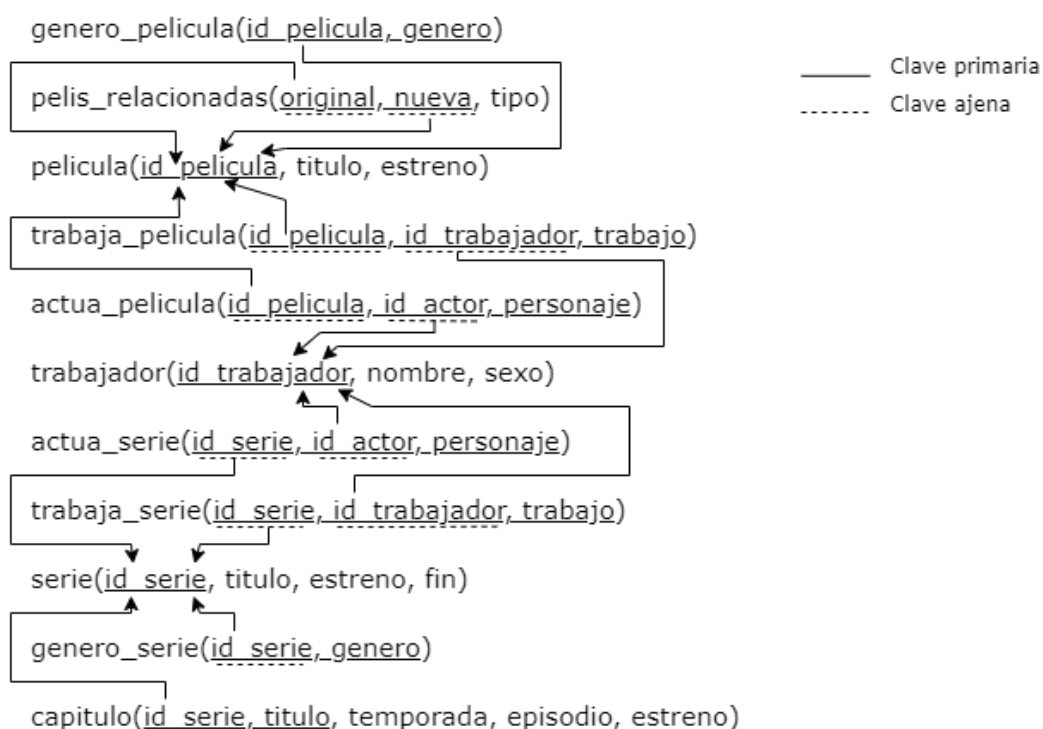 genero_pelicula(id_pelicula, genero)
Clave primaria
pelis_relacionadas(original, nueva, tipo)
Clave ajena
pelicula(id_pelicula, titulo, estreno)
trabaja_pelicula(id_pelicula, id_trabajador, trabajo)
actua_pelicula(id_pelicula, id_actor, personaje)
trabajador(id_trabajador, nombre, sexo)
actua_serie(id_serie, id_actor, personaje)
trabaja_serie(id_serie, id_trabajador, trabajo)
serie(id_serie, titulo, estreno, fin)
genero_serie(id_serie, genero)
capitulo(id_serie, titulo, temporada, episodio, estreno)